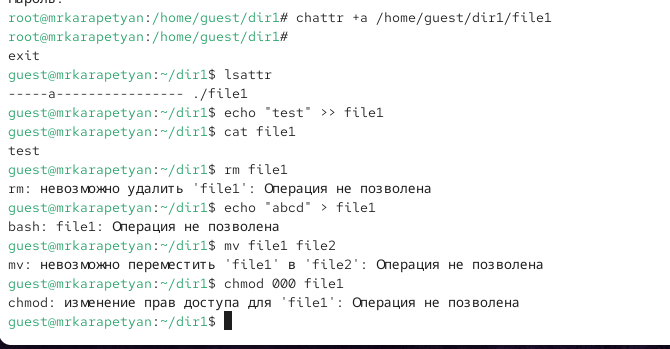 Пароль:
root@mrkarapetyan:/home/guest/dir1# chattr +a /home/guest/dir1/file1
root@mrkarapetyan:/home/guest/dir1#
exit
guest@mrkarapetyan:~/dir1$ lsattr
-----a---------------- ./file1
guest@mrkarapetyan:~/dir1$ echo "test" >> file1
guest@mrkarapetyan:~/dir1$ cat file1
test
guest@mrkarapetyan:~/dir1$ rm file1
rm: невозможно удалить 'file1': Операция не позволена
guest@mrkarapetyan:~/dir1$ echo "abcd" > file1
bash: file1: Операция не позволена
guest@mrkarapetyan:~/dir1$ mv file1 file2
mv: невозможно переместить 'file1' в 'file2': Операция не позволена
guest@mrkarapetyan:~/dir1$ chmod 000 file1
chmod: изменение прав доступа для 'file1': Операция не позволена
guest@mrkarapetyan:~/dir1$